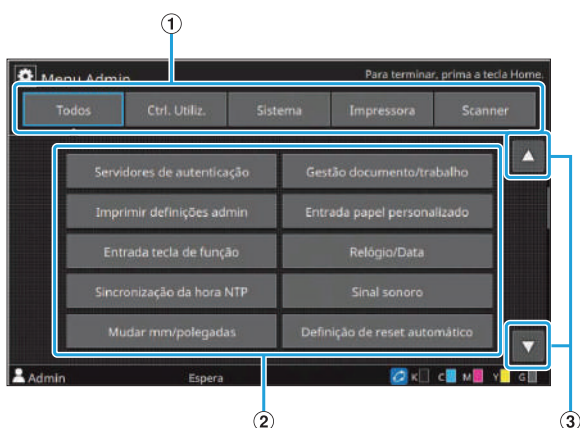 1
Menu Admin
Para terminar, prima a tecla Home.
Todos Ctrl. Utiliz. Sistema Impressora Scanner
Servidores de autenticação Gestão documento/trabalho
Imprimir definições admin Entrada papel personalizado
Entrada tecla de função Relógio/Data
Sincronização da hora NTP Sinal sonoro
Mudar mm/polegadas Definição de reset automático
Admin Espera K C M Y G
2 3